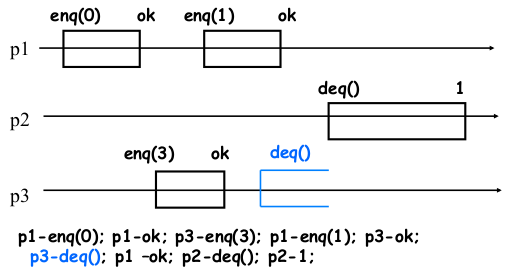 enq(0) ok enq(1) ok
p1
deq() 1
p2
enq(3) ok deq()
p3
p1-enq(0); p1-ok; p3-enq(3); p1-enq(1); p3-ok;
p3-deq(); p1 –ok; p2-deq(); p2-1;